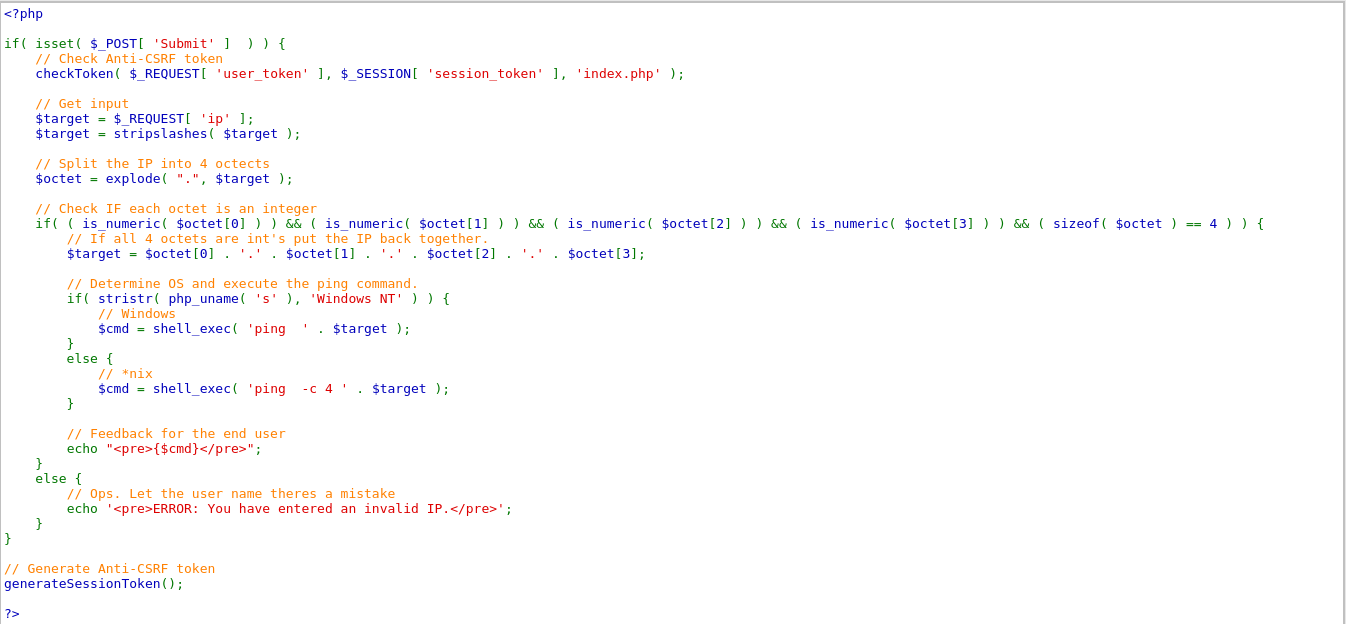 <?php

if( isset( $_POST[ 'Submit' ]  ) ) {
    // Check Anti-CSRF token
    checkToken( $_REQUEST[ 'user_token' ], $_SESSION[ 'session_token' ], 'index.php' );

    // Get input
    $target = $_REQUEST[ 'ip' ];
    $target = stripslashes( $target );

    // Split the IP into 4 octects
    $octet = explode( ".", $target );

    // Check IF each octet is an integer
    if( ( is_numeric( $octet[0] ) ) && ( is_numeric( $octet[1] ) ) && ( is_numeric( $octet[2] ) ) && ( is_numeric( $octet[3] ) ) && ( sizeof( $octet ) == 4 ) ) {
        // If all 4 octets are int's put the IP back together.
        $target = $octet[0] . '.' . $octet[1] . '.' . $octet[2] . '.' . $octet[3];

        // Determine OS and execute the ping command.
        if( stristr( php_uname( 's' ), 'Windows NT' ) ) {
            // Windows
            $cmd = shell_exec( 'ping  ' . $target );
        }
        else {
            // *nix
            $cmd = shell_exec( 'ping  -c 4 ' . $target );
        }

        // Feedback for the end user
        echo "<pre>{$cmd}</pre>";
    }
    else {
        // Ops. Let the user name theres a mistake
        echo '<pre>ERROR: You have entered an invalid IP.</pre>';
    }
}

// Generate Anti-CSRF token
generateSessionToken();

?>